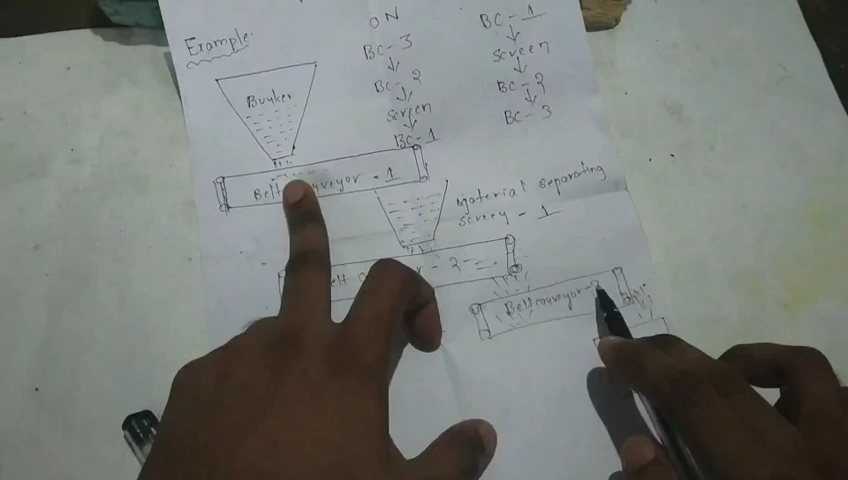 Example
Bunker
ON
BC-3
BC-2
screen
BC-1
BC-1
screen
BC-2
BC-3
Belt conveyor - 1
Material separating
screen - 1
- 2
Belt conveyor -